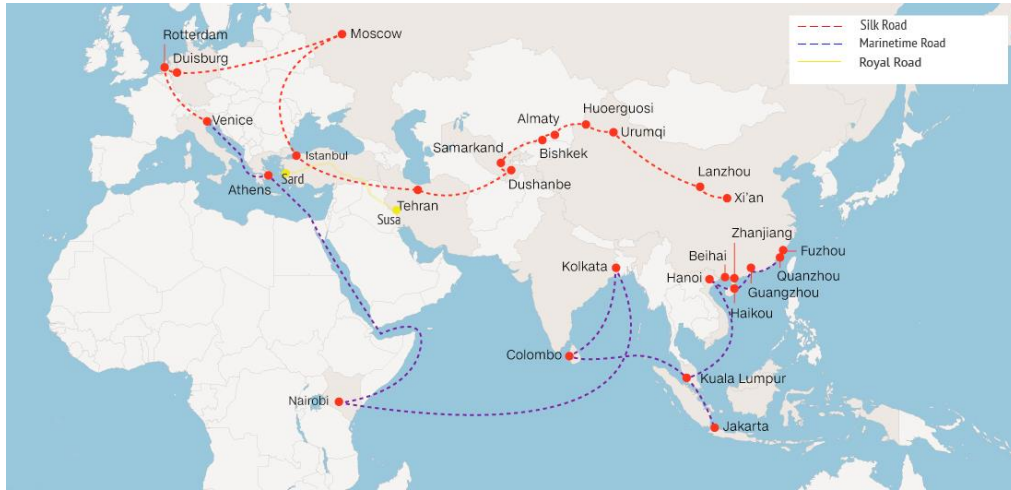 Silk Road
Marinetime Road
Royal Road
Rotterdam
Moscow
Duisburg
Venice
Istanbul
Athens
Sard
Tehran
Susa
Samarkand
Almaty
Bishkek
Dushanbe
Huoerguosi
Urumqi
Lanzhou
Xi'an
Zhanjiang
Beihai
Fuzhou
Kolkata
Hanoi
Quanzhou
Guangzhou
Haikou
Colombo
Kuala Lumpur
Nairobi
Jakarta